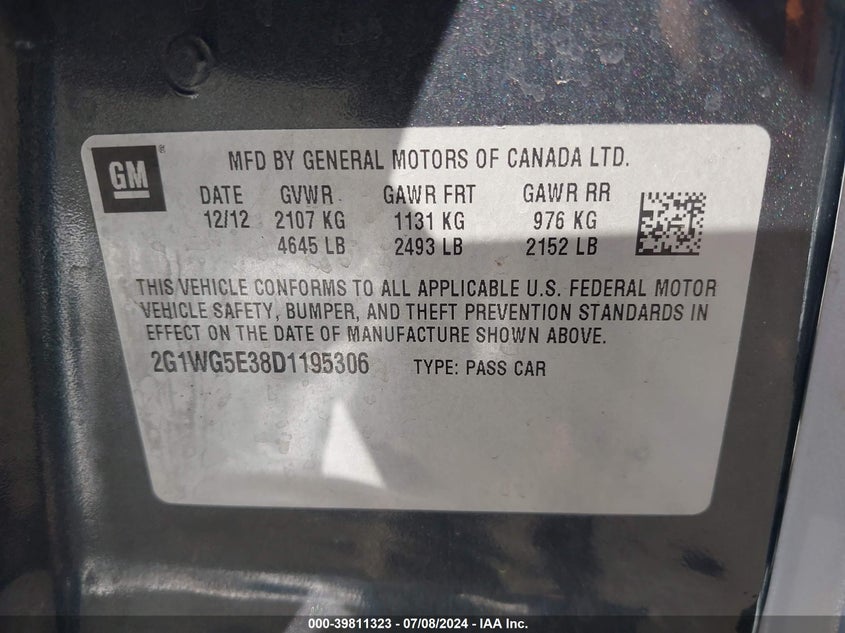 GM
MFD BY GENERAL MOTORS OF CANADA LTD.
DATE GVWR GAWR FRT GAWR RR
12/12 2107 KG 1131 KG 976 KG
4645 LB 2493 LB 2152 LB
THIS VEHICLE CONFORMS TO ALL APPLICABLE U.S. FEDERAL MOTOR
VEHICLE SAFETY, BUMPER, AND THEFT PREVENTION STANDARDS IN
EFFECT ON THE DATE OF MANUFACTURE SHOWN ABOVE.
2G1WG5E38D1195306 TYPE: PASS CAR
000-39811323 | 07/08/2024 | - IAA Inc.